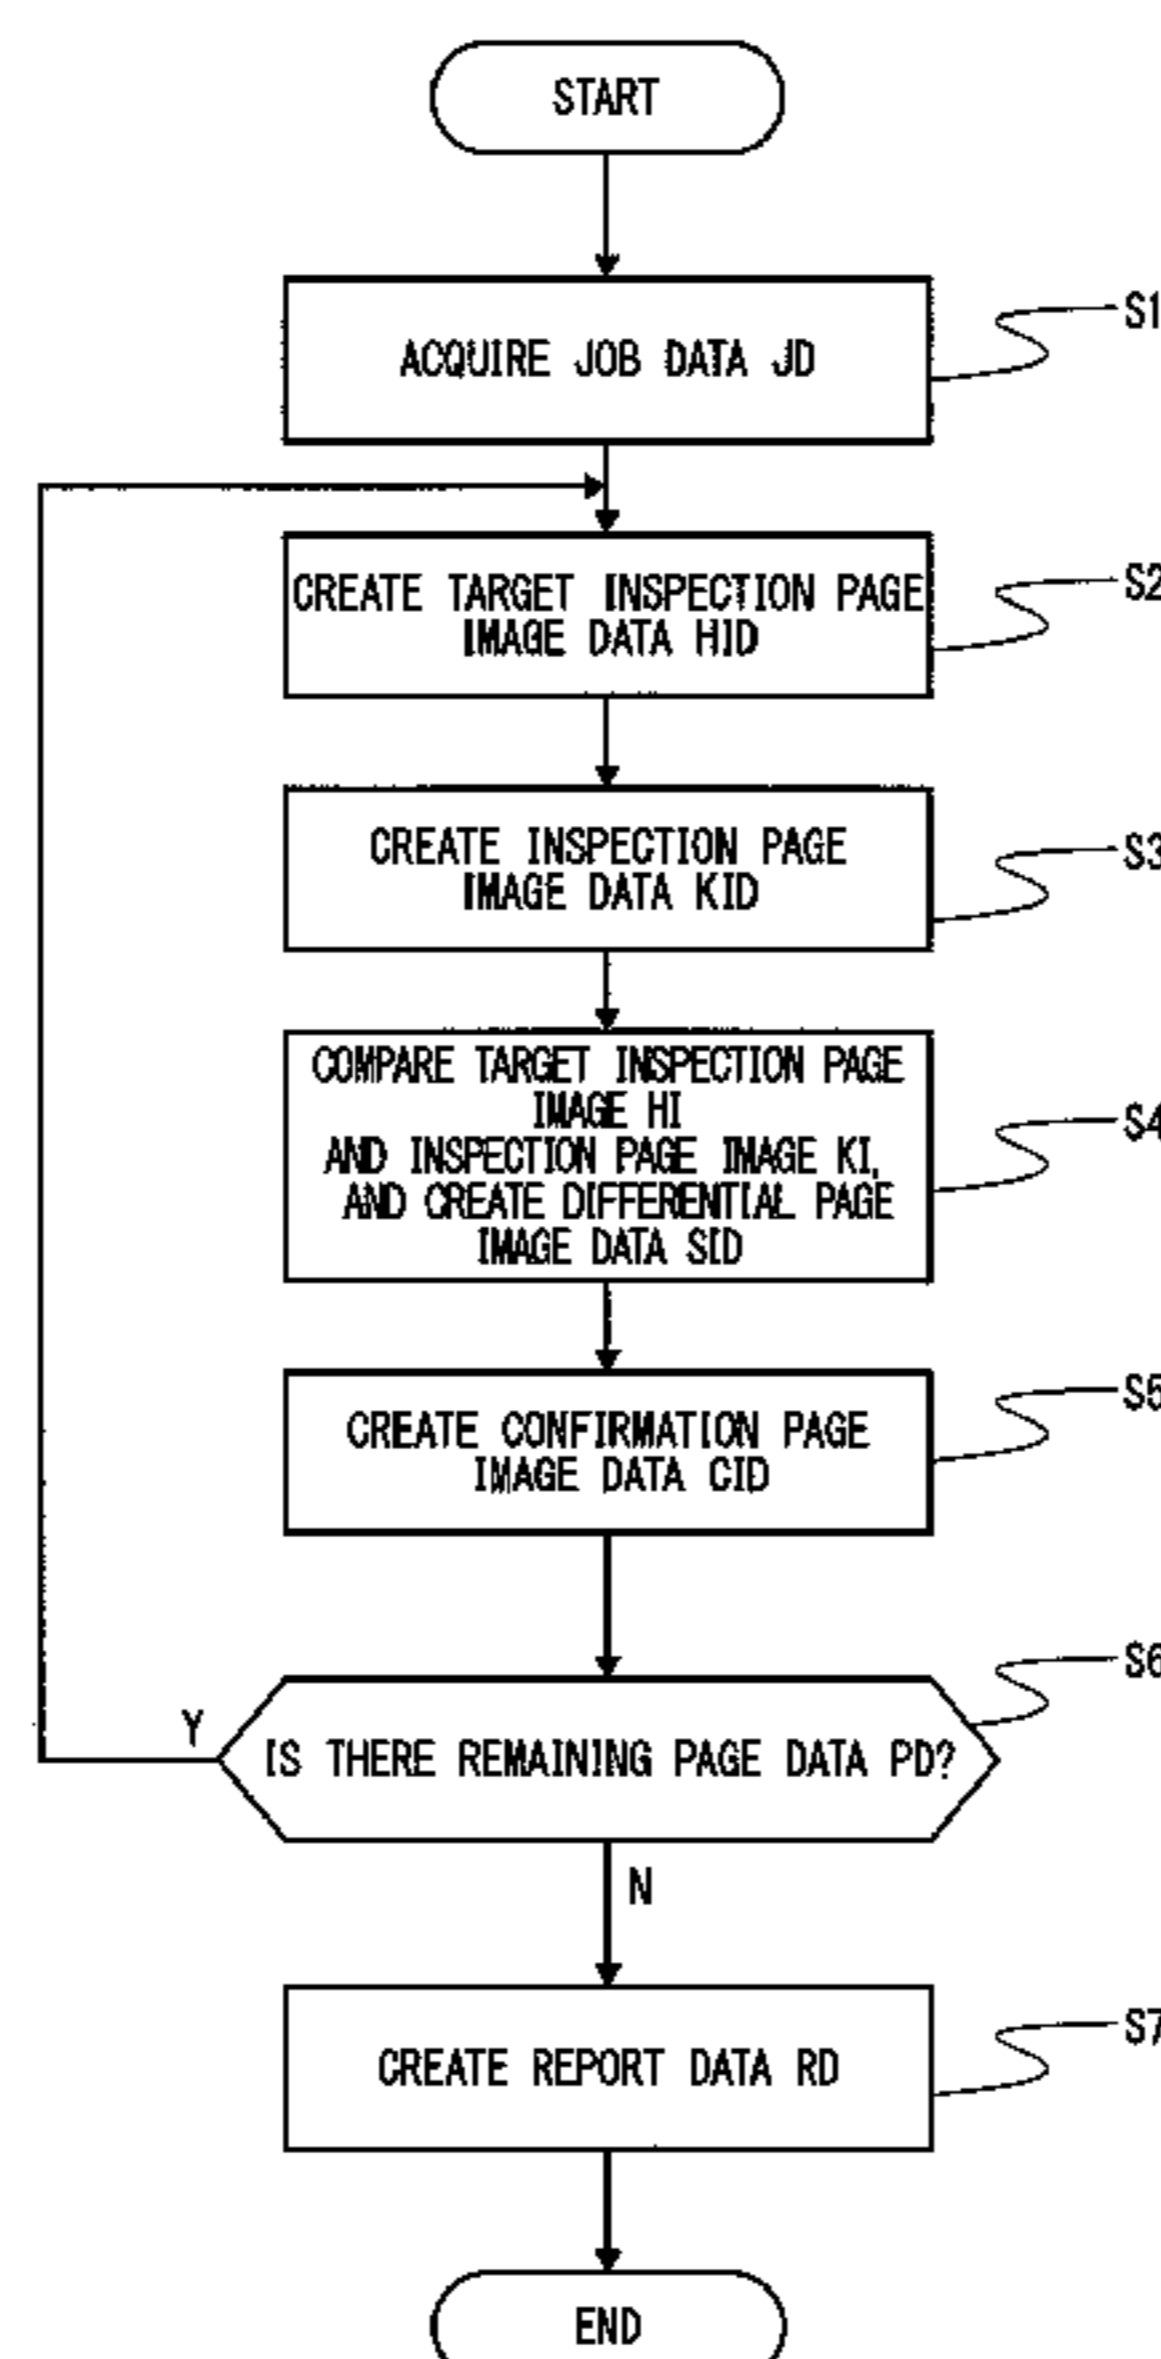 START
ACQUIRE JOB DATA JD
S1
CREATE TARGET INSPECTION PAGE
IMAGE DATA HID
S2
CREATE INSPECTION PAGE
IMAGE DATA KID
S3
COMPARE TARGET INSPECTION PAGE
IMAGE HI
AND INSPECTION PAGE IMAGE KI,
AND CREATE DIFFERENTIAL PAGE
IMAGE DATA SID
S4
CREATE CONFIRMATION PAGE
IMAGE DATA CID
S5
IS THERE REMAINING PAGE DATA PD?
S6
Y
N
CREATE REPORT DATA RD
S7
END